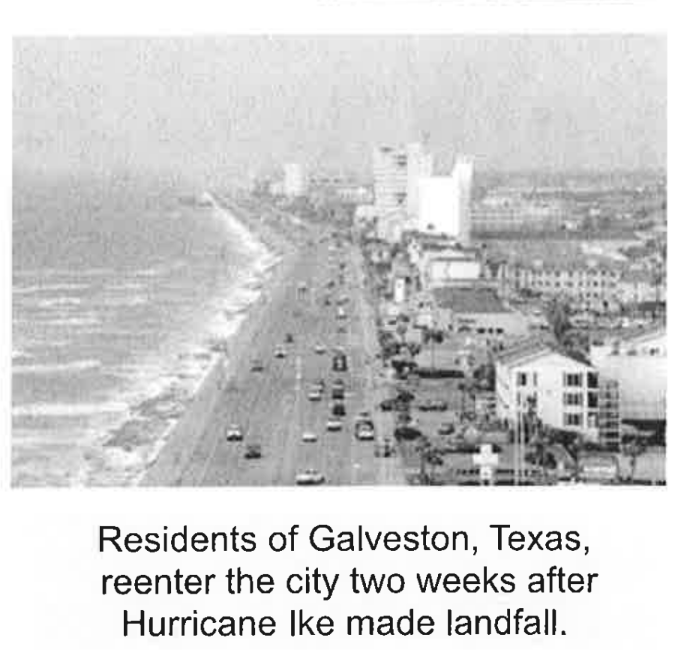 Residents of Galveston, Texas,
reenter the city two weeks after
Hurricane Ike made landfall.